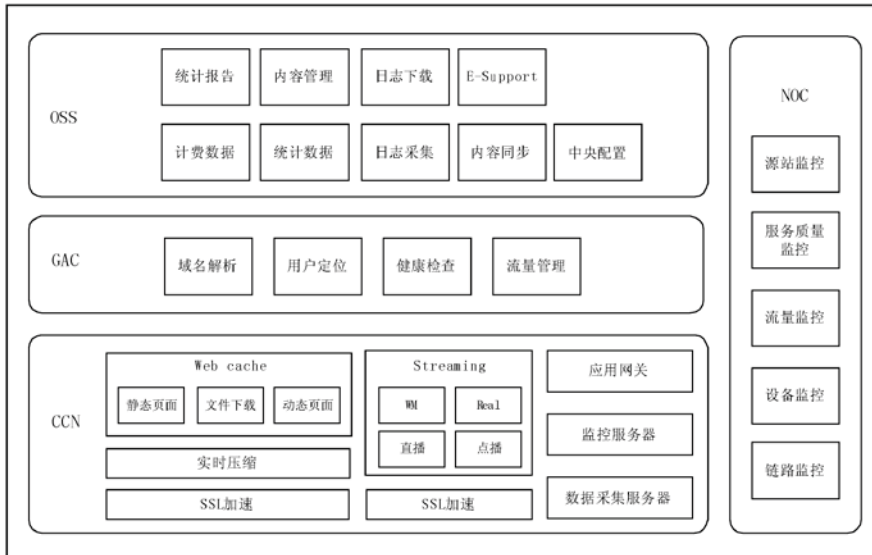 OSS
统计报告
内容管理
日志下载
E-Support
计费数据
统计数据
日志采集
内容同步
中央配置
GAC
域名解析
用户定位
健康检查
流量管理
CCN
Web cache
静态页面
文件下载
动态页面
实时压缩
SSL加速
Streaming
WM
Real
直播
点播
SSL加速
应用网关
监控服务器
数据采集服务器
NOC
源站监控
服务质量
监控
流量监控
设备监控
链路监控